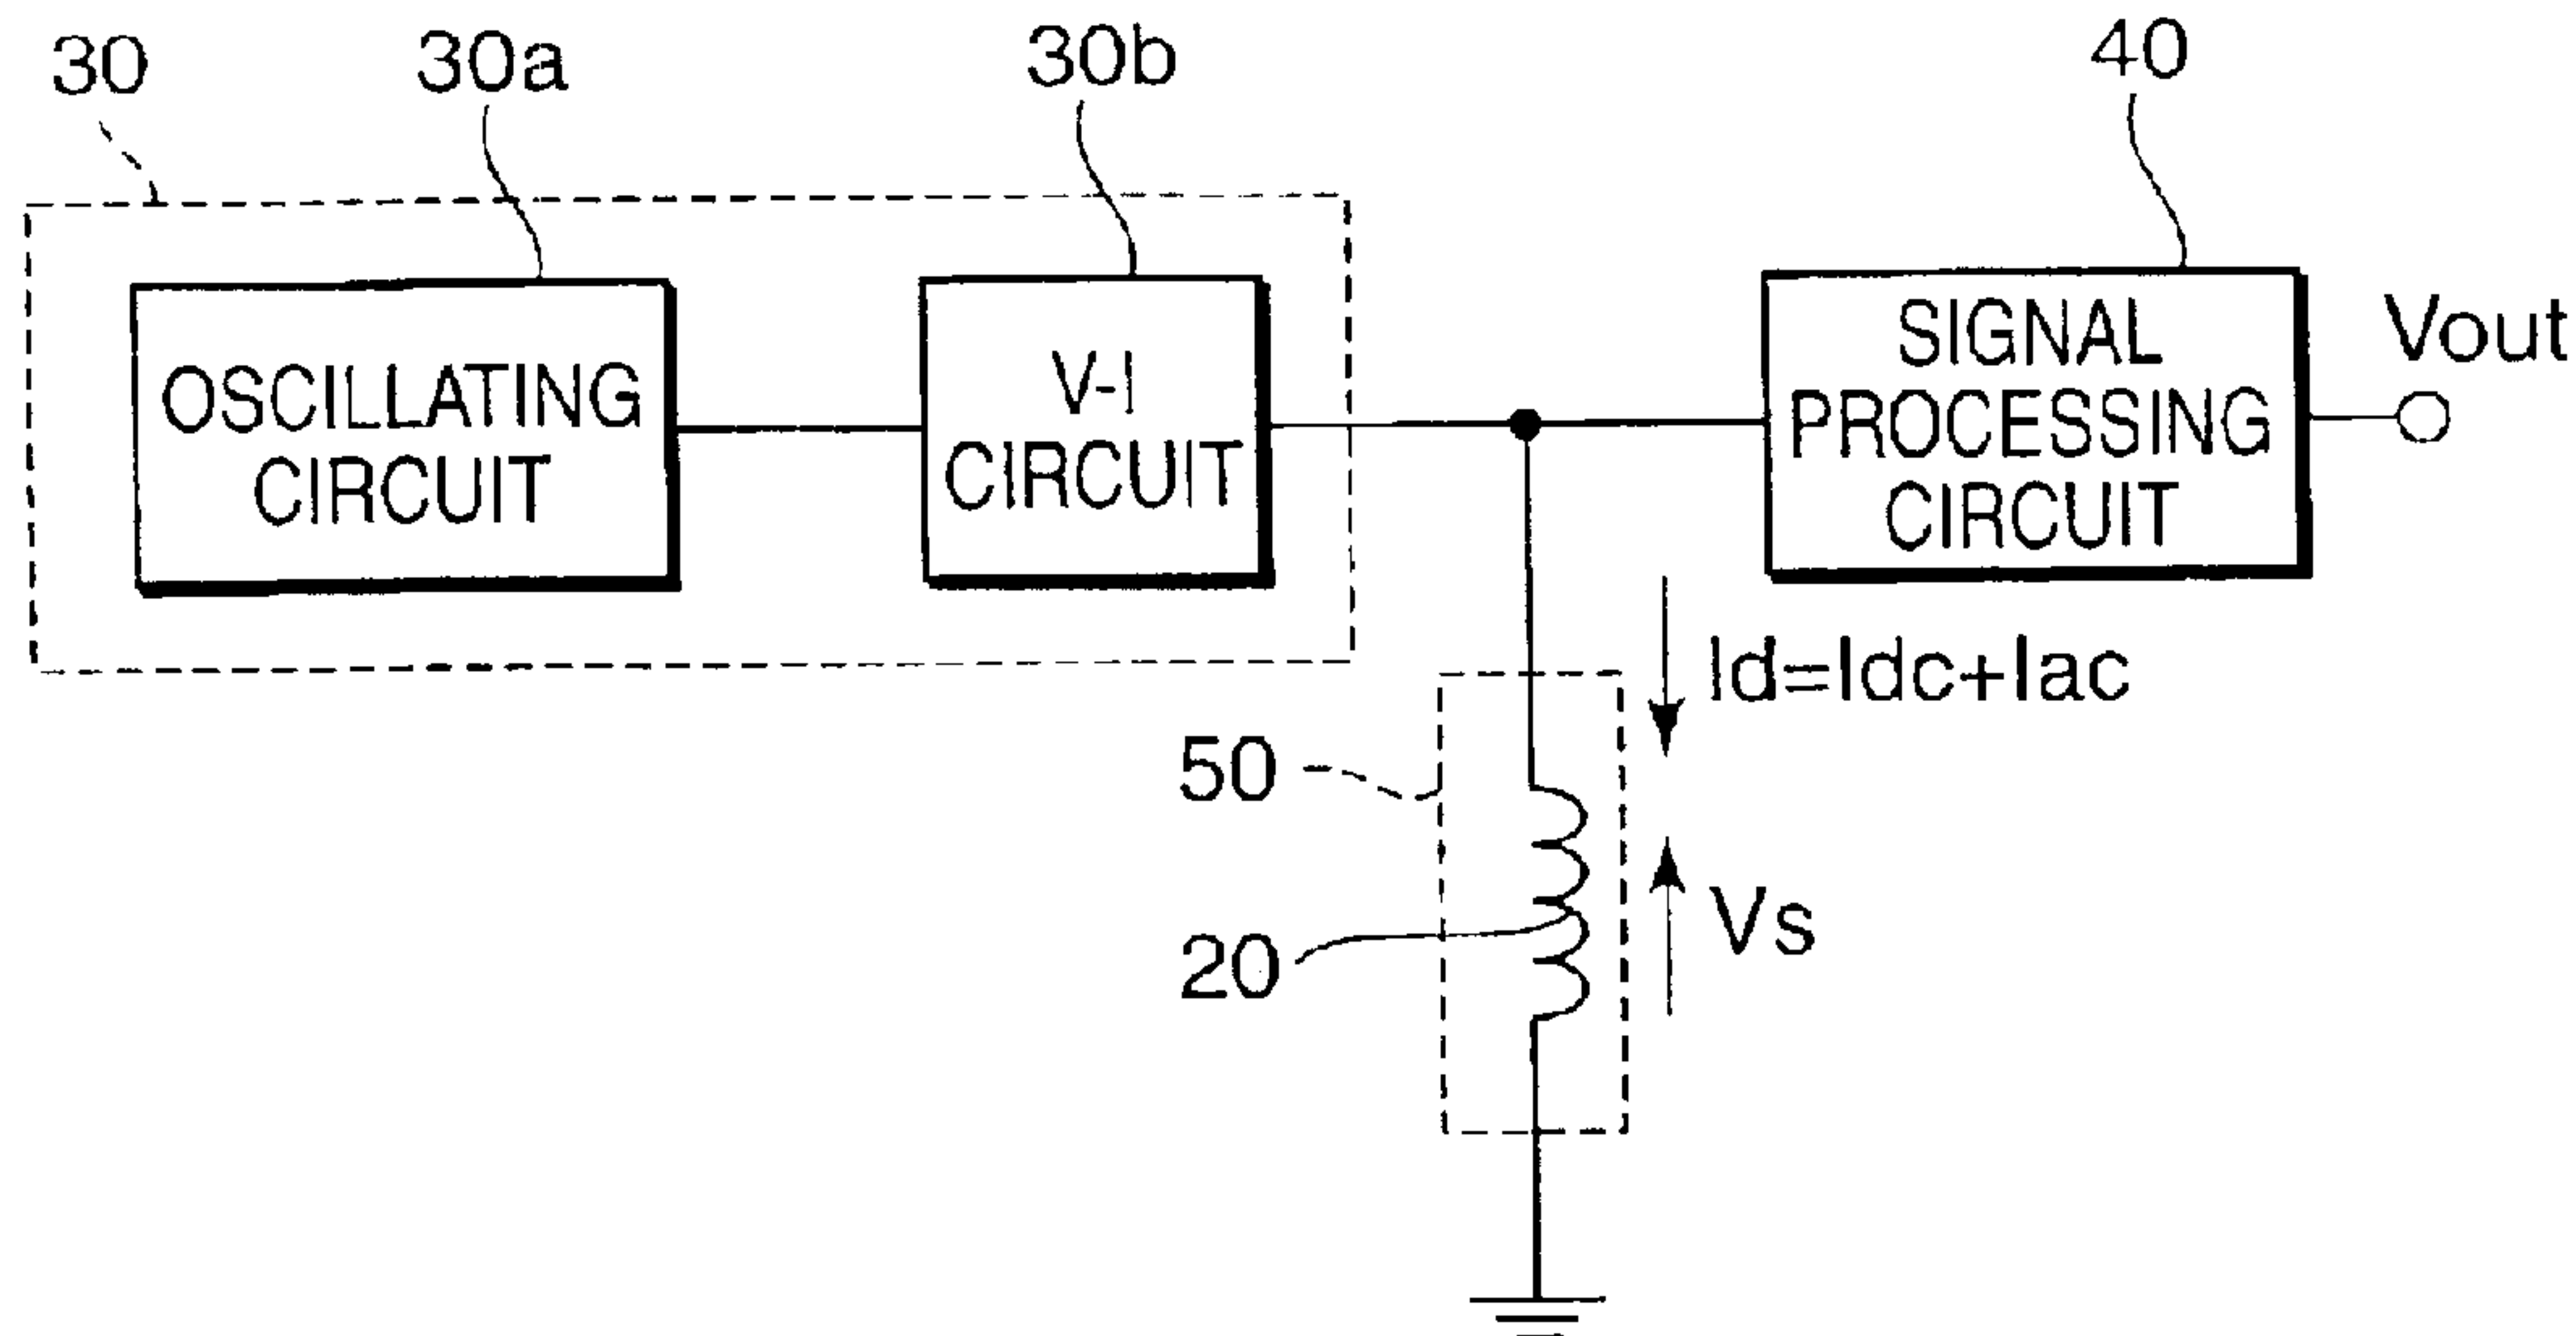 30
30a
30b
40
OSCILLATING
CIRCUIT
V-I
CIRCUIT
SIGNAL
PROCESSING
CIRCUIT
Vout
Id=Idc+Iac
50
20
Vs